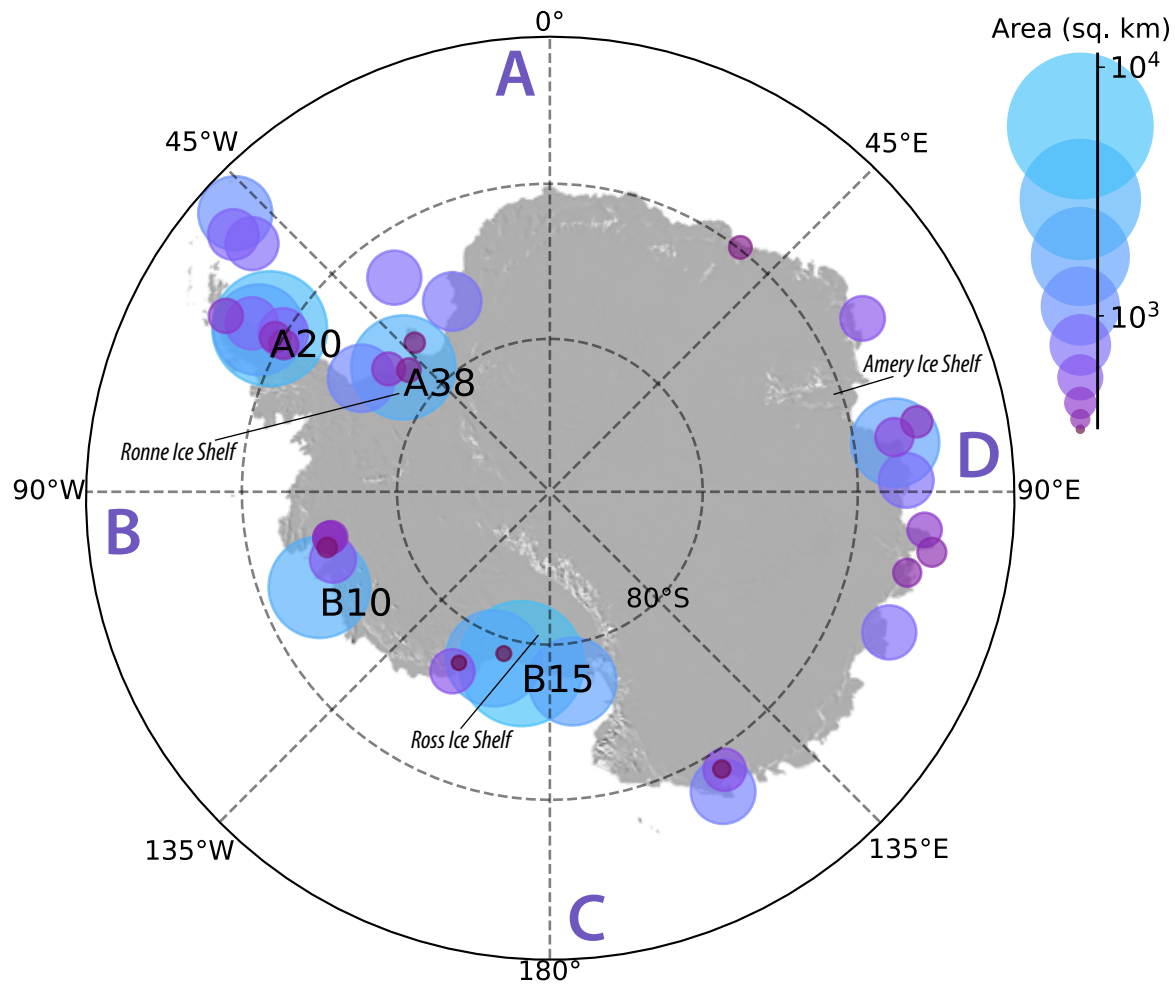 0°
Area (sq. km)
10⁴
A
45°W
45°E
10³
A20
Amery Ice Shelf
A38
Ronne Ice Shelf
D
90°W
90°E
B
B10
80°S
B15
Ross Ice Shelf
135°W
135°E
C
180°